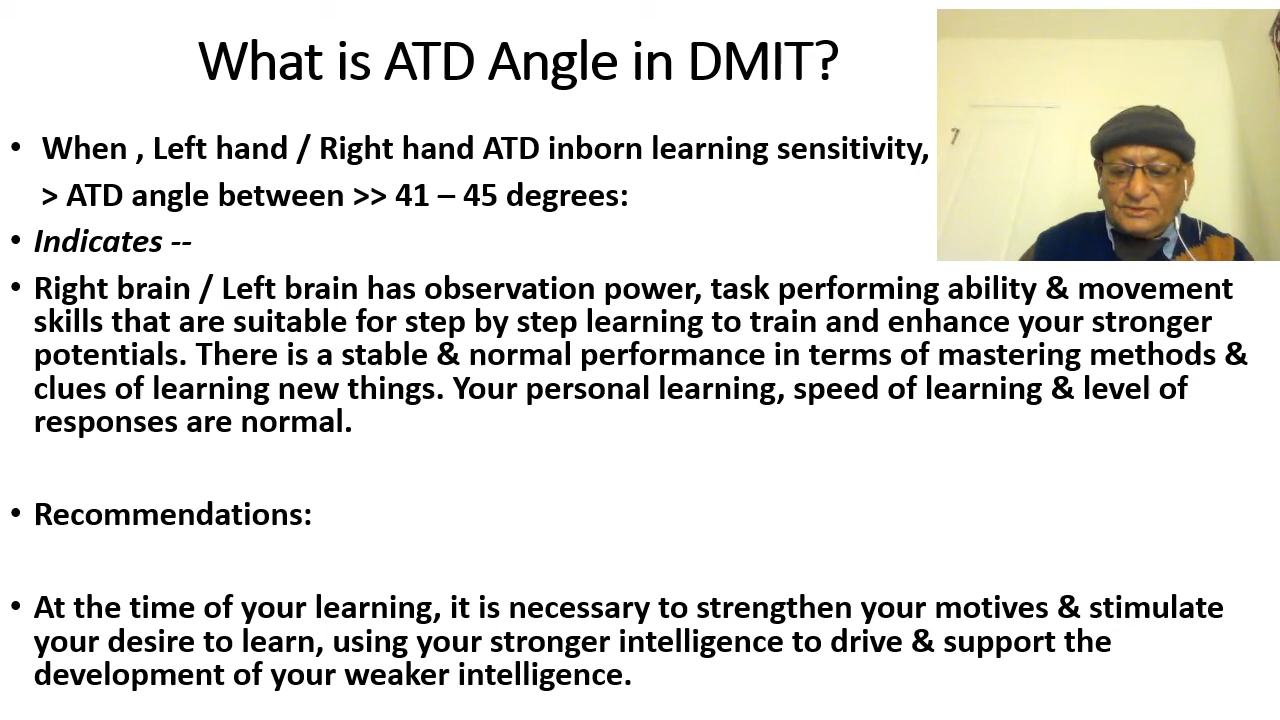 What is ATD Angle in DMIT?
• When , Left hand / Right hand ATD inborn learning sensitivity,
> ATD angle between >> 41 – 45 degrees:
• Indicates --
• Right brain / Left brain has observation power, task performing ability & movement
skills that are suitable for step by step learning to train and enhance your stronger
potentials. There is a stable & normal performance in terms of mastering methods &
clues of learning new things. Your personal learning, speed of learning & level of
responses are normal.
• Recommendations:
• At the time of your learning, it is necessary to strengthen your motives & stimulate
your desire to learn, using your stronger intelligence to drive & support the
development of your weaker intelligence.